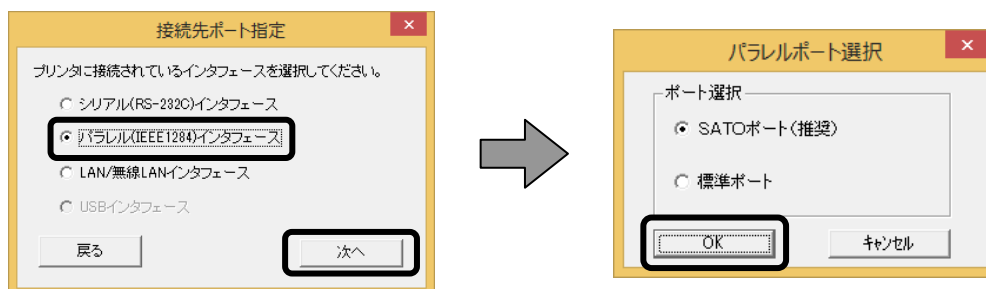 接続先ポート指定
プリンタに接続されているインタフェースを選択してください。
シリアル(RS-232C)インタフェース
パラレル(IEEE1284)インタフェース
LAN/無線LANインタフェース
USBインタフェース
戻る
次へ
パラレルポート選択
ポート選択
SATOポート(推奨)
標準ポート
OK
キャンセル